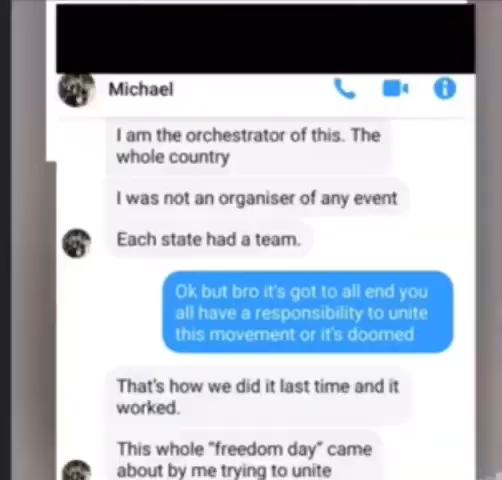 Michael
I am the orchestrator of this. The
whole country
I was not an organiser of any event
Each state had a team.
Ok but bro it's got to all end you
all have a responsibility to unite
this movement or it's doomed
That's how we did it last time and it
worked.
This whole "freedom day" came
about by me trying to unite